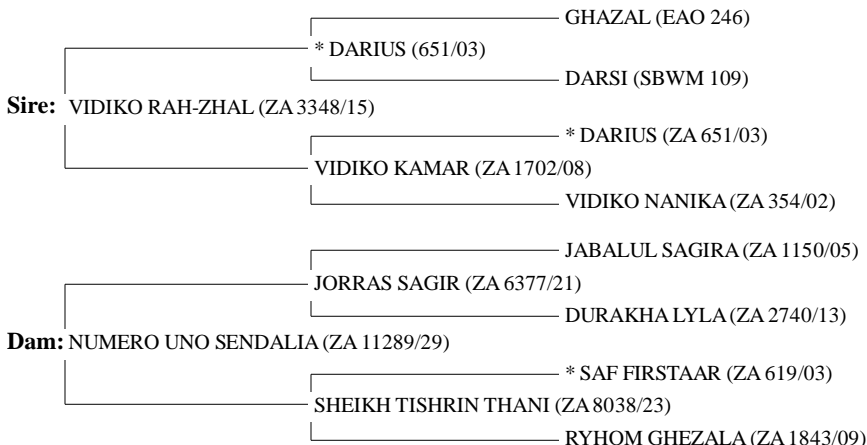 GHAZAL (EAO 246)
* DARIUS (651/03)
DARSI (SBWM 109)
Sire: VIDIKO RAH-ZHAL (ZA 3348/15)
* DARIUS (ZA 651/03)
VIDIKO KAMAR (ZA 1702/08)
VIDIKO NANIKA (ZA 354/02)
JABALUL SAGIRA (ZA 1150/05)
JORRAS SAGIR (ZA 6377/21)
DURAKHA LYLA (ZA 2740/13)
Dam: NUMERO UNO SENDALIA (ZA 11289/29)
* SAF FIRSTAAR (ZA 619/03)
SHEIKH TISHRIN THANI (ZA 8038/23)
RYHOM GHEZALA (ZA 1843/09)